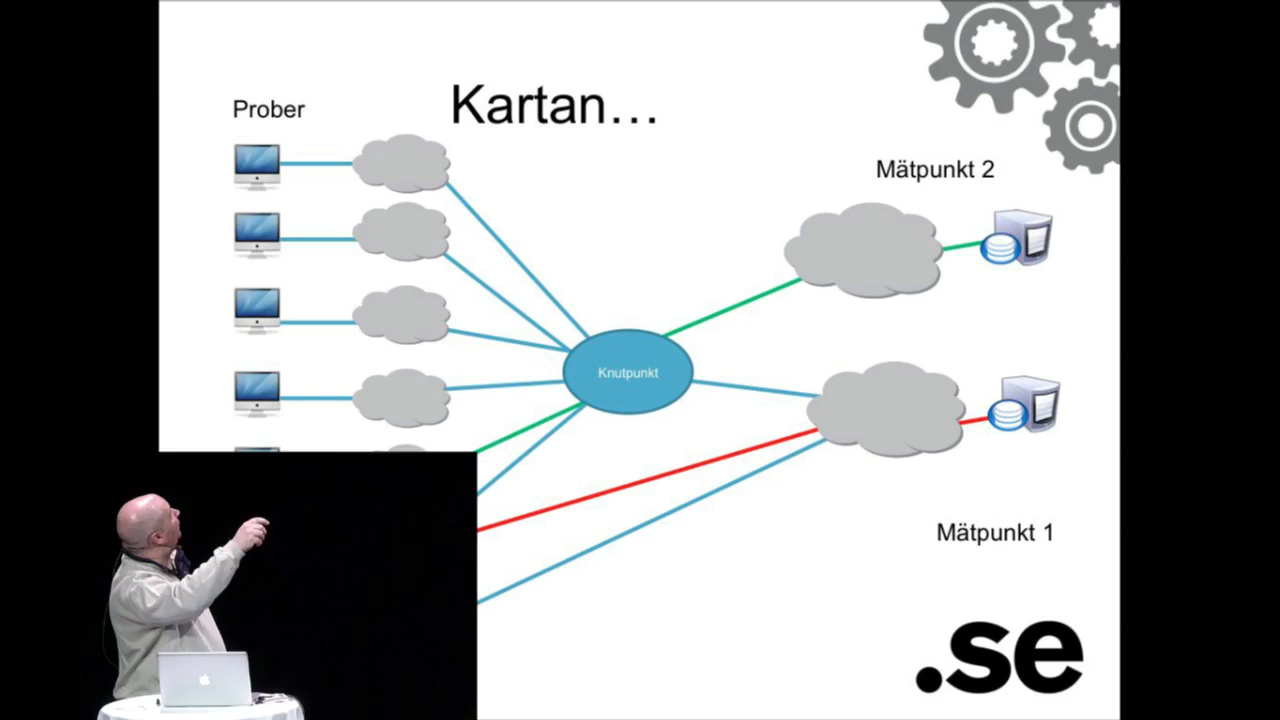 Prober
Kartan…
Mätpunkt 2
Knutpunkt
Mätpunkt 1
.se